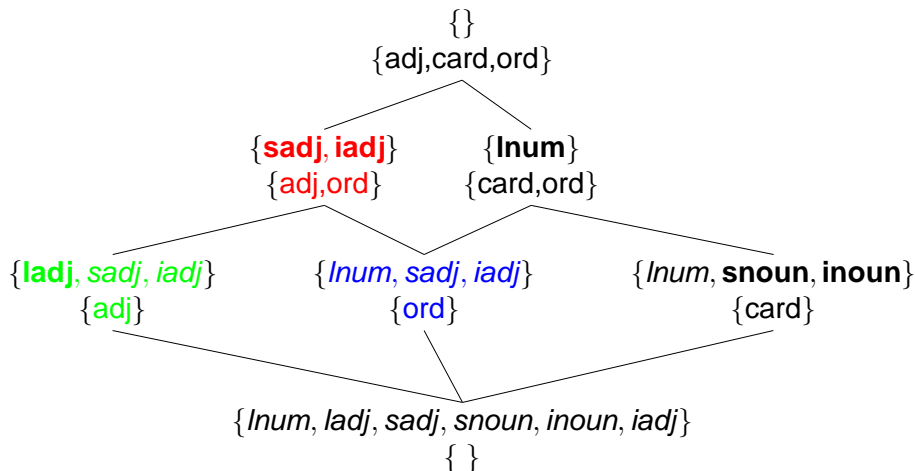 {}
{adj,card,ord}
{sadj, iadj} {lnum}
{adj,ord} {card,ord}
{ladj, sadj, iadj} {lnum, sadj, iadj} {lnum, snoun, inoun}
{adj} {ord} {card}
{lnum, ladj, sadj, snoun, inoun, iadj}
{ }